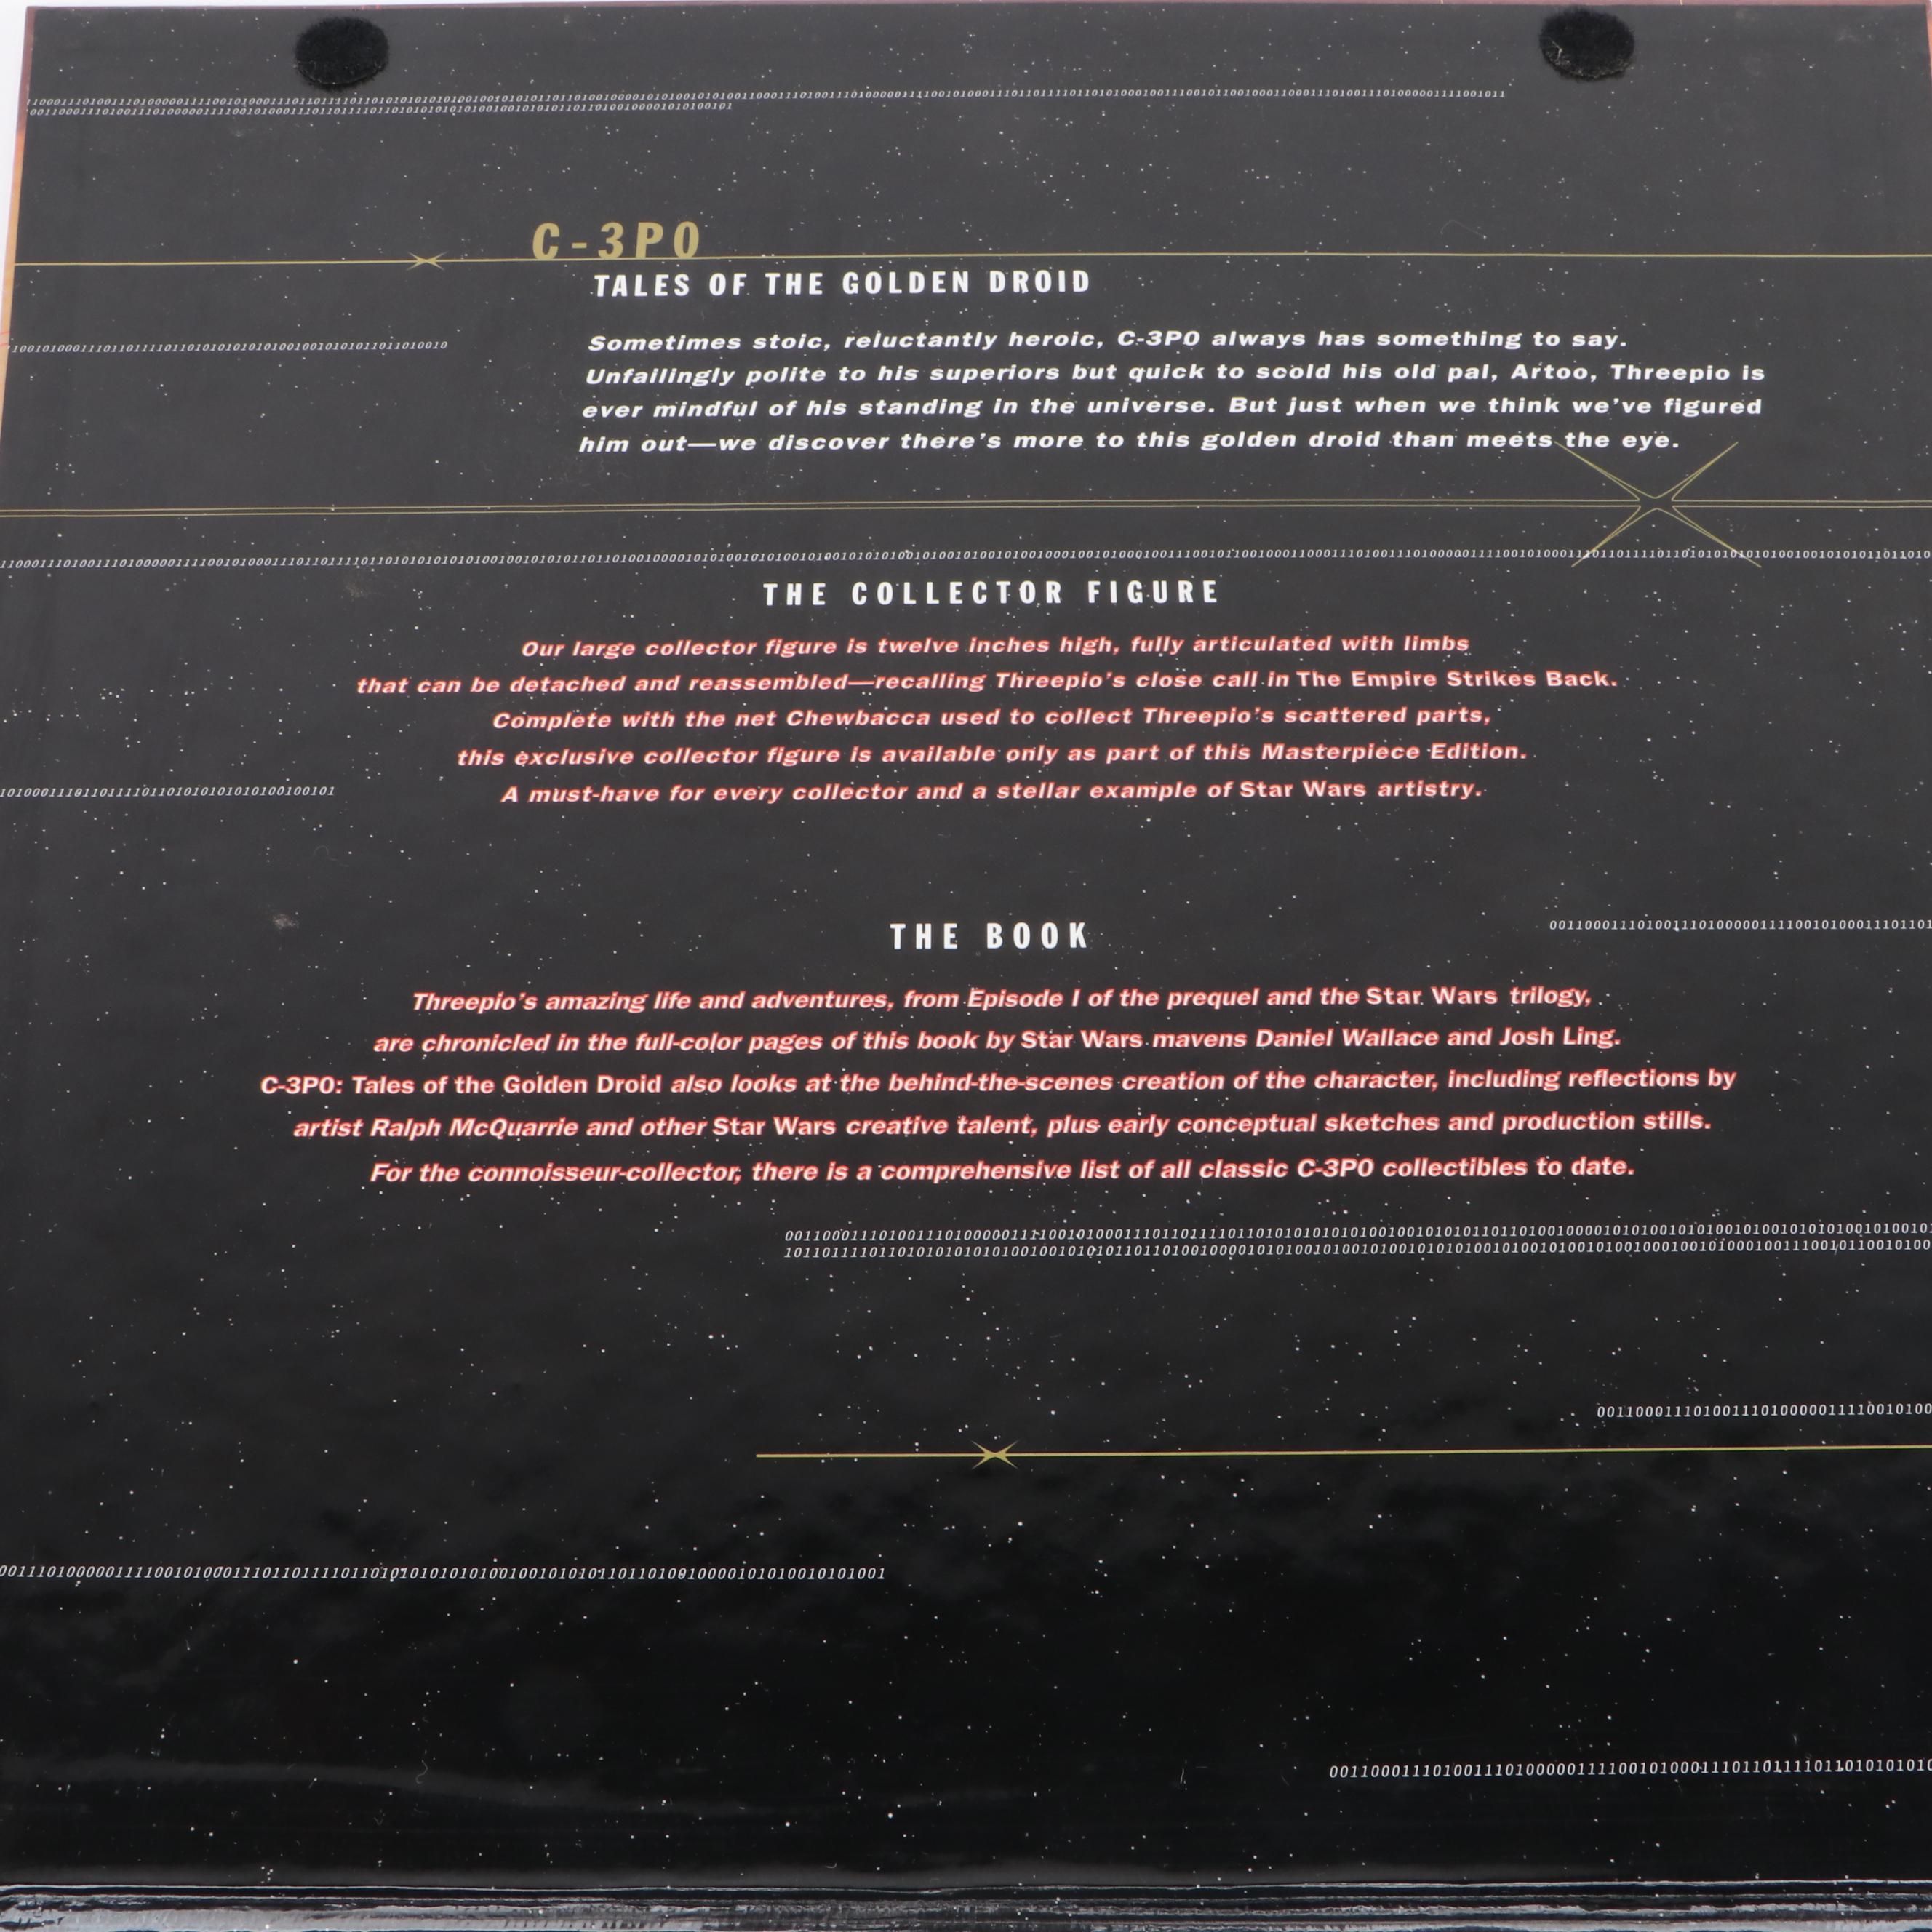 C-3PO
TALES OF THE GOLDEN DROID
Sometimes stoic, reluctantly heroic, C-3PO always has something to say.
Unfailingly polite to his superiors but quick to scold his old pal, Artoo, Threepio is
ever mindful of his standing in the universe. But just when we think we've figured
him out—we discover there's more to this golden droid than meets the eye.
THE COLLECTOR FIGURE
Our large collector figure is twelve inches high, fully articulated with limbs
that can be detached and reassembled—recalling Threepio's close call in The Empire Strikes Back.
Complete with the net Chewbacca used to collect Threepio's scattered parts,
this exclusive collector figure is available only as part of this Masterpiece Edition.
A must-have for every collector and a stellar example of Star Wars artistry.
THE BOOK
Threepio's amazing life and adventures, from Episode I of the prequel and the Star Wars trilogy,
are chronicled in the full-color pages of this book by Star Wars mavens Daniel Wallace and Josh Ling.
C-3PO: Tales of the Golden Droid also looks at the behind-the-scenes creation of the character, including reflections by
artist Ralph McQuarrie and other Star Wars creative talent, plus early conceptual sketches and production stills.
For the connoisseur-collector, there is a comprehensive list of all classic C-3PO collectibles to date.